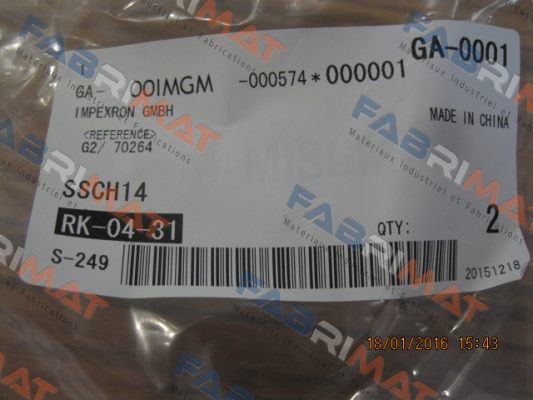 GA-0001
GA- 00IMGM -000574*000001
IMPEXRON GMBH
MADE IN CHINA
<REFERENCE>
G2/ 70264
SSCH14
RK-04-31
QTY: 2
S-249
20151218
18/01/2016 15:43
FABRIMAT
Materiaux Industriel et Fabrications